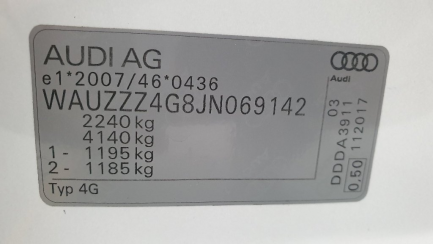 AUDI AG
e1*2007/46*0436
WAUZZZ4G8JN069142
2240 kg
4140 kg
1- 1195 kg
2- 1185 kg
Typ 4G
Audi
03
DDDA3911
0,50 112017